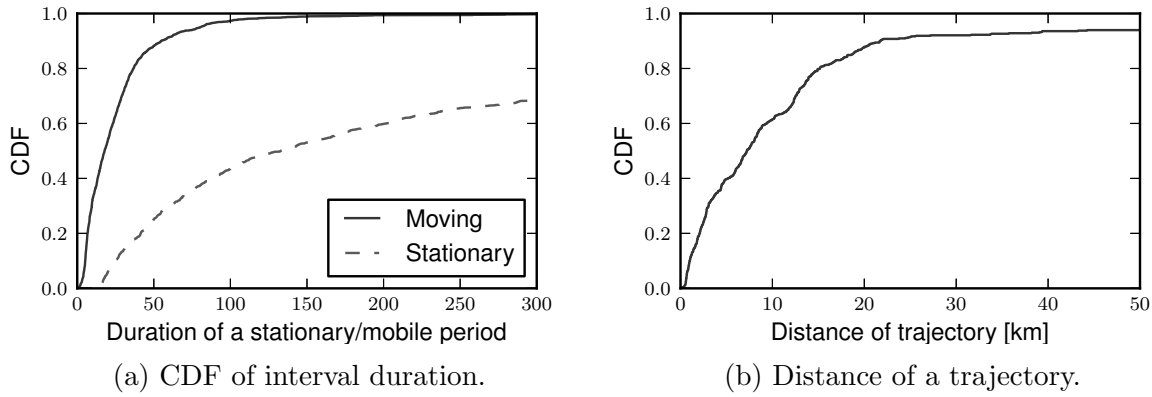 1.0
0.8
0.6
0.4
0.2
0.0
CDF
0 50 100 150 200 250 300
Duration of a stationary/mobile period
Moving
Stationary
(a) CDF of interval duration.
1.0
0.8
0.6
0.4
0.2
0.0
CDF
0 10 20 30 40 50
Distance of trajectory [km]
(b) Distance of a trajectory.